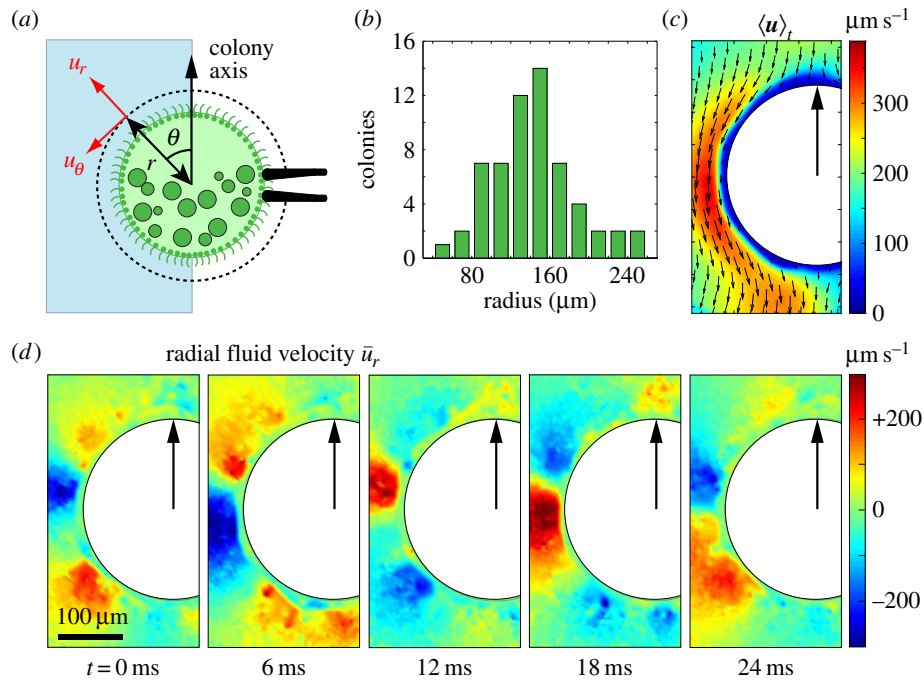 (a)
colony
axis
u_r
u_θ
θ
r
(b)
16
12
8
4
0
colonies
80
160
240
radius (µm)
(c)
⟨u⟩_t
µm s⁻¹
300
200
100
0
(d)
radial fluid velocity ū_r
µm s⁻¹
+200
0
–200
100 µm
t = 0 ms
6 ms
12 ms
18 ms
24 ms